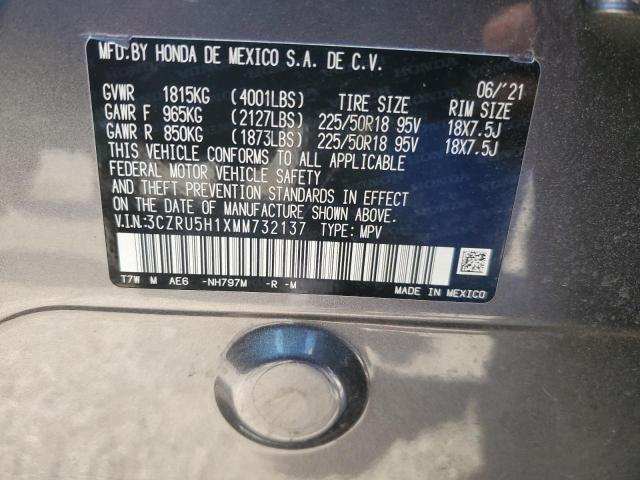 MFD.BY HONDA DE MEXICO S.A. DE C.V.
06/'21
GVWR 1815KG (4001LBS) TIRE SIZE RIM SIZE
GAWR F 965KG (2127LBS) 225/50R18 95V 18X7.5J
GAWR R 850KG (1873LBS) 225/50R18 95V 18X7.5J
THIS VEHICLE CONFORMS TO ALL APPLICABLE
FEDERAL MOTOR VEHICLE SAFETY
AND THEFT PREVENTION STANDARDS IN EFFECT
ON THE DATE OF MANUFACTURE SHOWN ABOVE.
V.I.N:3CZRU5H1XMM732137 TYPE: MPV
T7W M AE6 -NH797M -R -M
MADE IN MEXICO